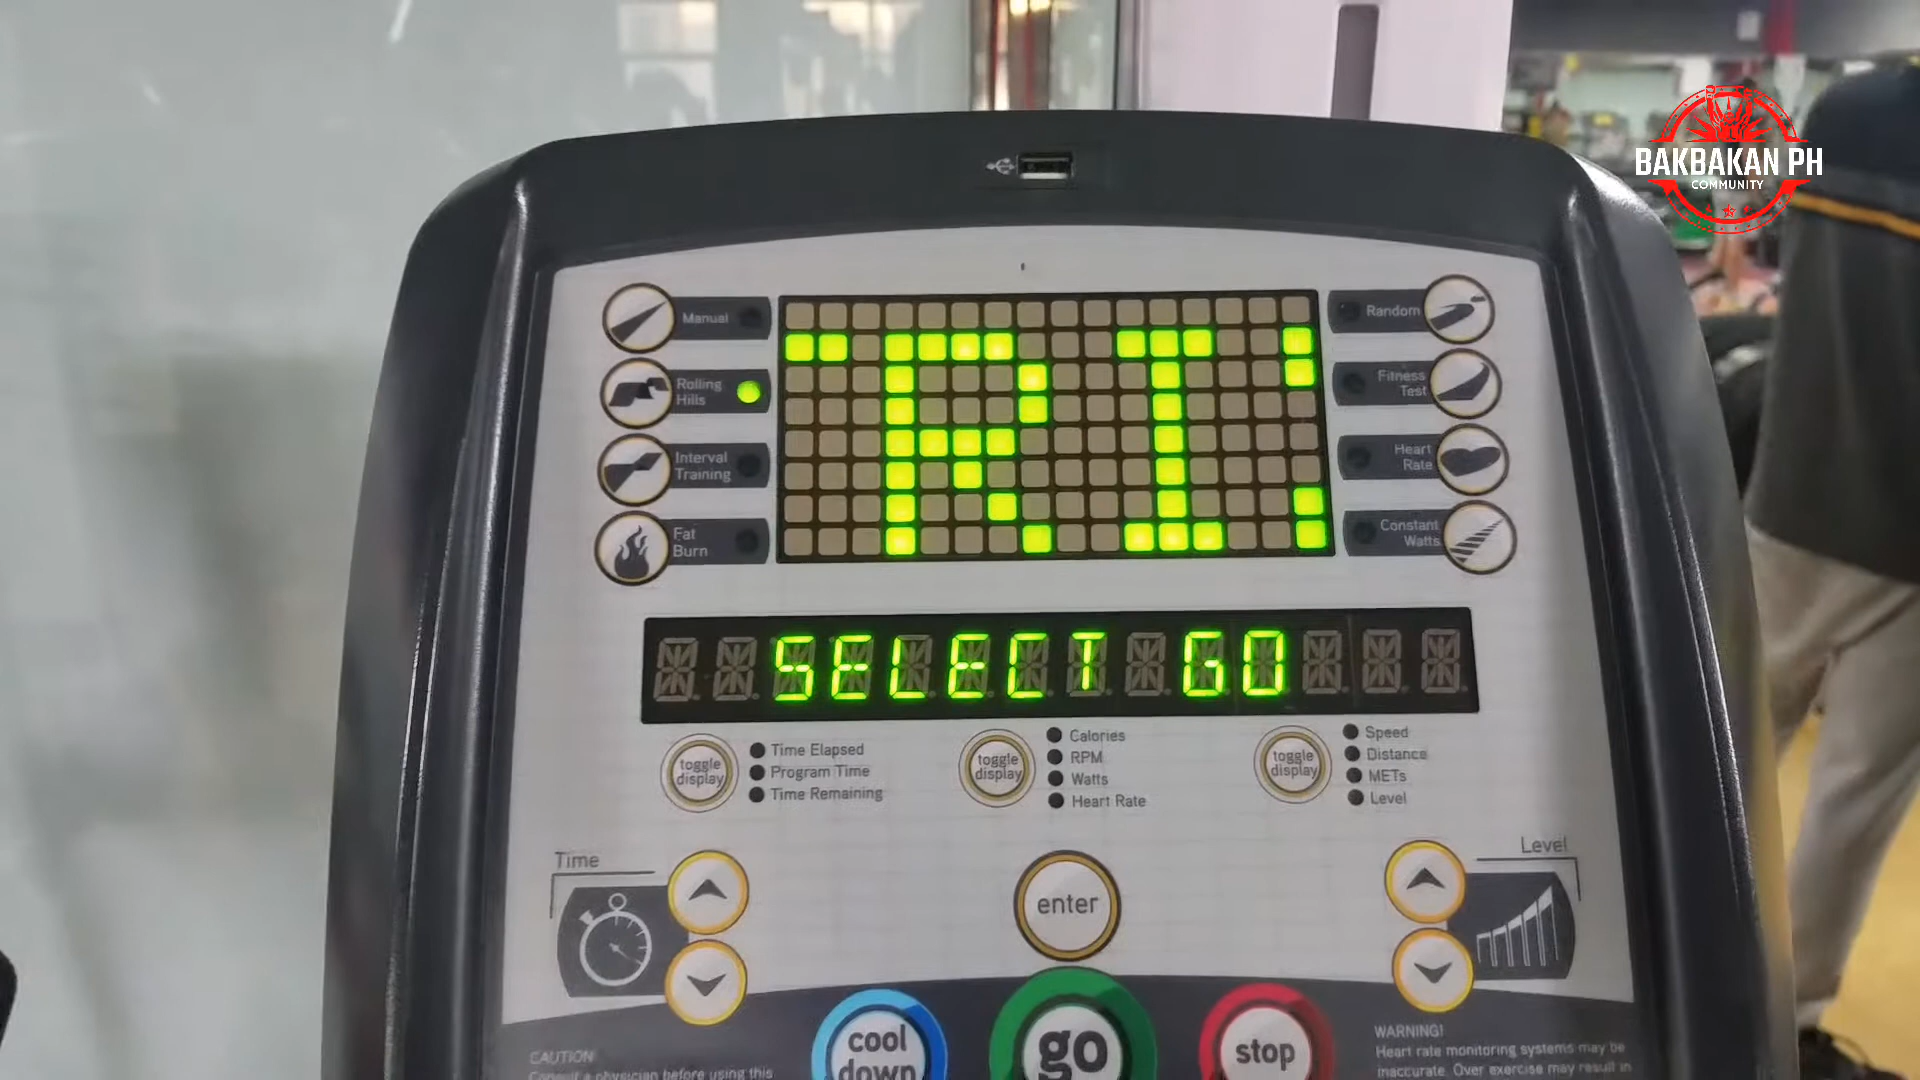 BAKBAKAN PH
COMMUNITY
Manual
Rolling
Hills
Interval
Training
Fat
Burn
RI
Random
Fitness
Test
Heart
Rate
Constant
Watts
SELECT GO
toggle
display
Time Elapsed
Program Time
Time Remaining
toggle
display
Calories
RPM
Watts
Heart Rate
toggle
display
Speed
Distance
METs
Level
Time
enter
Level
cool
down
go
stop
CAUTION
Consult a physician before using this
WARNING!
Heart rate monitoring systems may be
inaccurate. Over exercise may result in